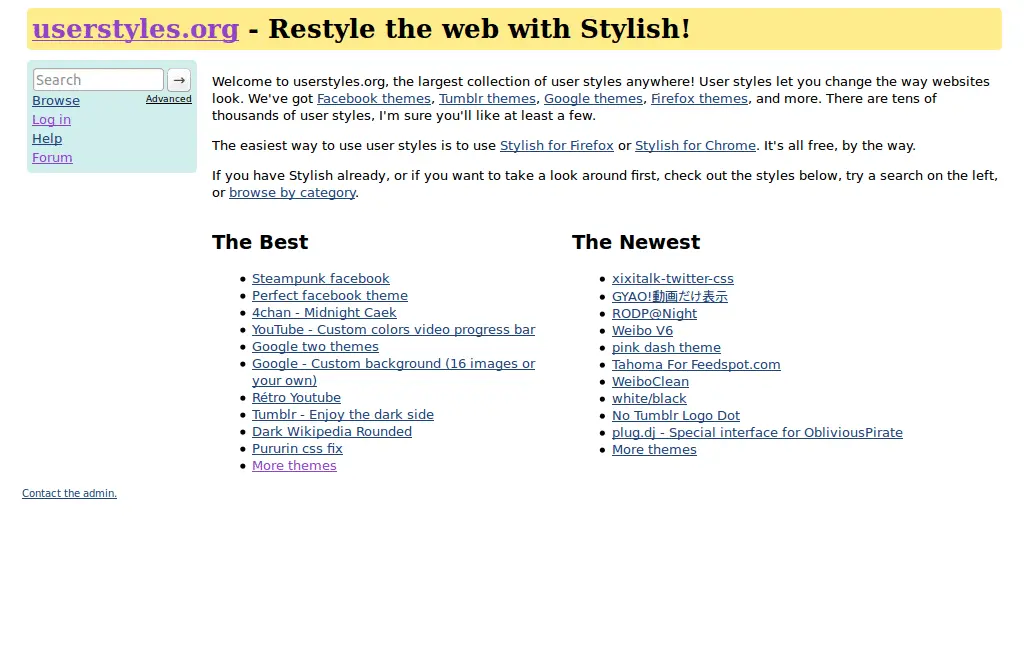 userstyles.org - Restyle the web with Stylish!
Search →
Browse Advanced
Log in
Help
Forum
Welcome to userstyles.org, the largest collection of user styles anywhere! User styles let you change the way websites
look. We've got Facebook themes, Tumblr themes, Google themes, Firefox themes, and more. There are tens of
thousands of user styles, I'm sure you'll like at least a few.
The easiest way to use user styles is to use Stylish for Firefox or Stylish for Chrome. It's all free, by the way.
If you have Stylish already, or if you want to take a look around first, check out the styles below, try a search on the left,
or browse by category.
The Best
Steampunk facebook
Perfect facebook theme
4chan - Midnight Caek
YouTube - Custom colors video progress bar
Google two themes
Google - Custom background (16 images or
your own)
Rétro Youtube
Tumblr - Enjoy the dark side
Dark Wikipedia Rounded
Pururin css fix
More themes
The Newest
xixitalk-twitter-css
GYAO!動画だけ表示
RODP@Night
Weibo V6
pink dash theme
Tahoma For Feedspot.com
WeiboClean
white/black
No Tumblr Logo Dot
plug.dj - Special interface for ObliviousPirate
More themes
Contact the admin.